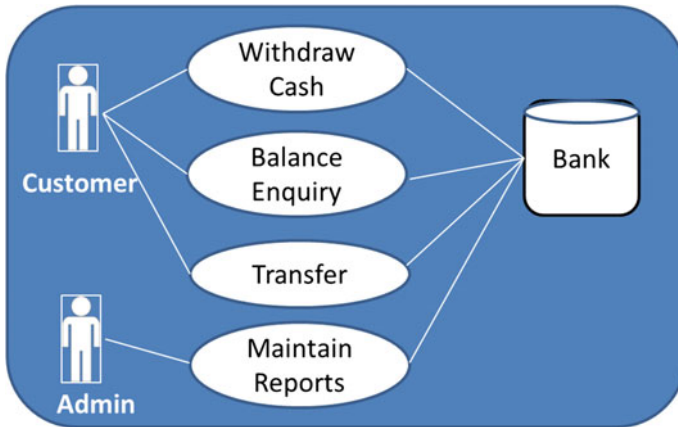 Withdraw
Cash
Customer
Balance
Enquiry
Bank
Transfer
Admin
Maintain
Reports